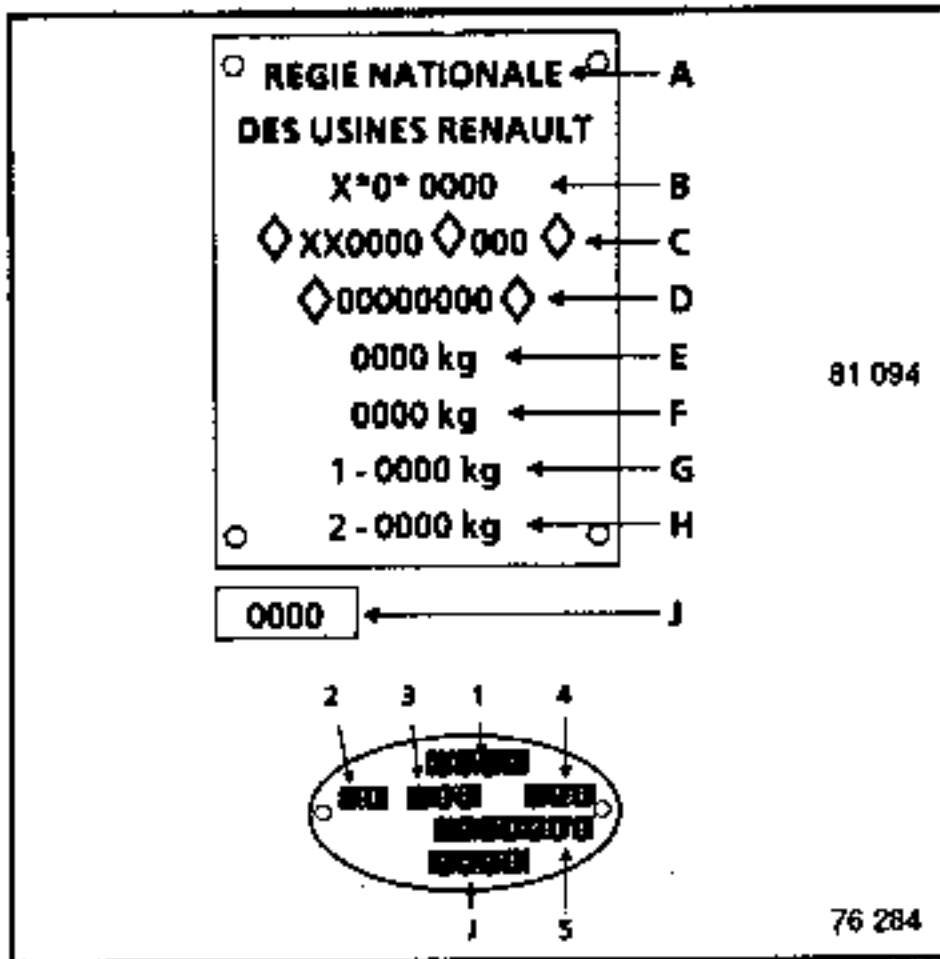 REGIE NATIONALE A
DES USINES RENAULT
X*0* 0000 B
XX0000 000 C
00000000 D
0000 kg E
81 094
0000 kg F
1 - 0000 kg G
2 - 0000 kg H
0000 J
2 3 1 4
J 5
76 284